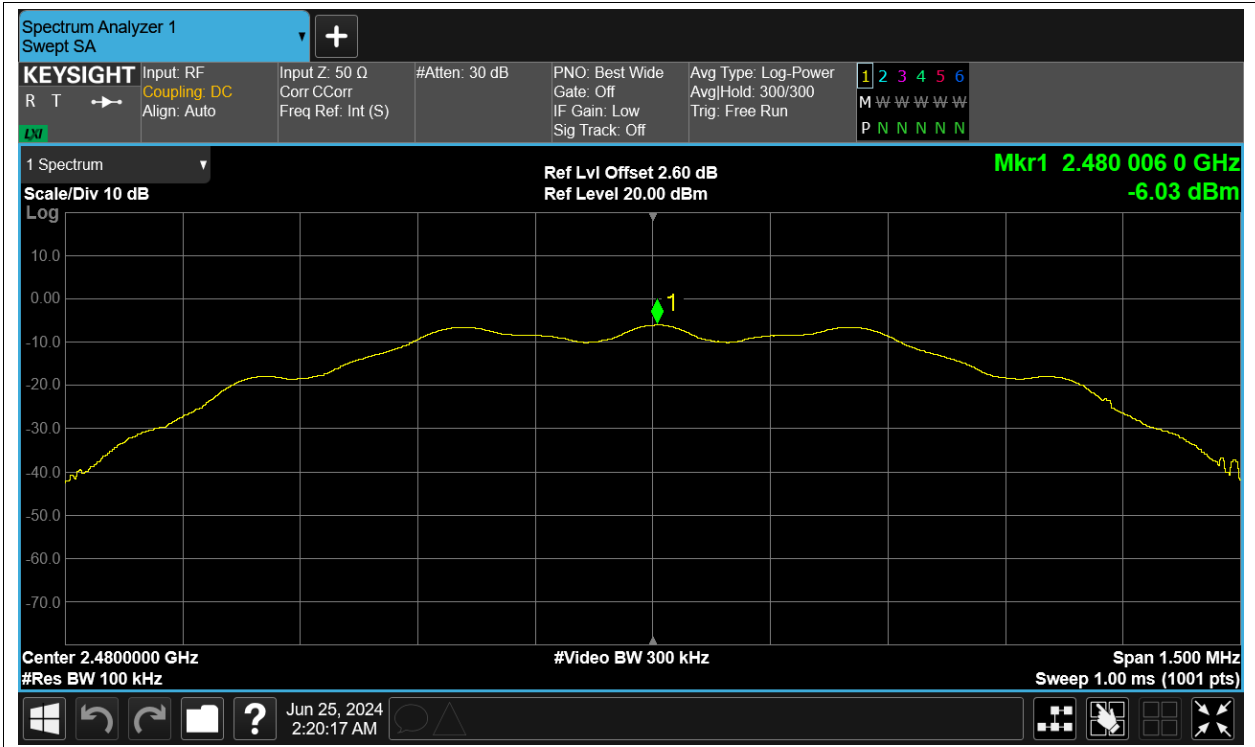 Spectrum Analyzer 1
Swept SA
KEYSIGHT
R T
LXI
Input: RF
Coupling: DC
Align: Auto
Input Z: 50 Ω
Corr CCorr
Freq Ref: Int (S)
#Atten: 30 dB
PNO: Best Wide
Gate: Off
IF Gain: Low
Sig Track: Off
Avg Type: Log-Power
Avg|Hold: 300/300
Trig: Free Run
1 2 3 4 5 6
M W W W W W
P N N N N N
1 Spectrum
Scale/Div 10 dB
Log
Ref Lvl Offset 2.60 dB
Ref Level 20.00 dBm
Mkr1 2.480 006 0 GHz
-6.03 dBm
10.0
0.00
1
-10.0
-20.0
-30.0
-40.0
-50.0
-60.0
-70.0
Center 2.4800000 GHz
#Res BW 100 kHz
#Video BW 300 kHz
Span 1.500 MHz
Sweep 1.00 ms (1001 pts)
?
Jun 25, 2024
2:20:17 AM